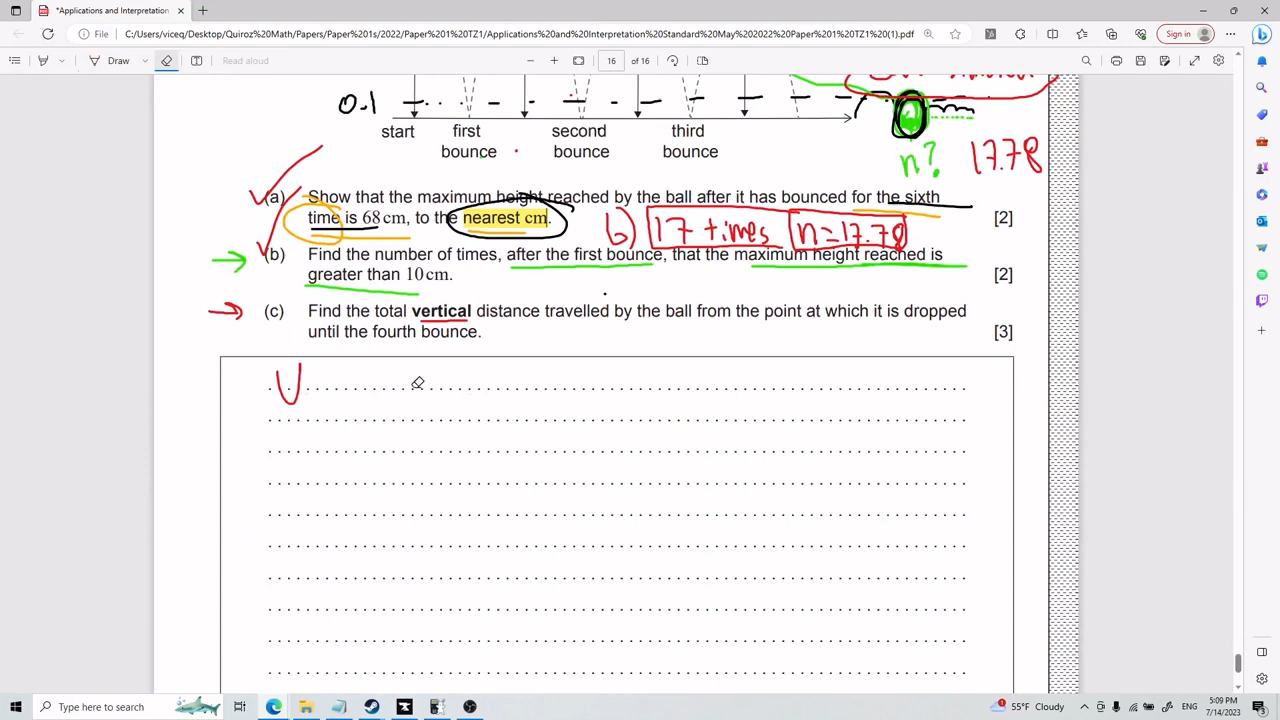 *Applications and Interpretation
File
C:/Users/viceq/Desktop/Quiroz%20Math/Papers/Paper%201s/2022/Paper%201%20TZ1/Applications%20and%20Interpretation%20Standard%20May%202022%20Paper%201%20TZ1%20(1).pdf
Sign in
Draw
Read aloud
16 of 16
0.1
start first second third
bounce bounce bounce
n? 17.78
(a) Show that the maximum height reached by the ball after it has bounced for the sixth
time is 68 cm, to the nearest cm. [2]
b) 17 times n=17.78
(b) Find the number of times, after the first bounce, that the maximum height reached is
greater than 10 cm. [2]
(c) Find the total vertical distance travelled by the ball from the point at which it is dropped
until the fourth bounce. [3]
Type here to search
55°F Cloudy
5:09 PM
7/14/2023